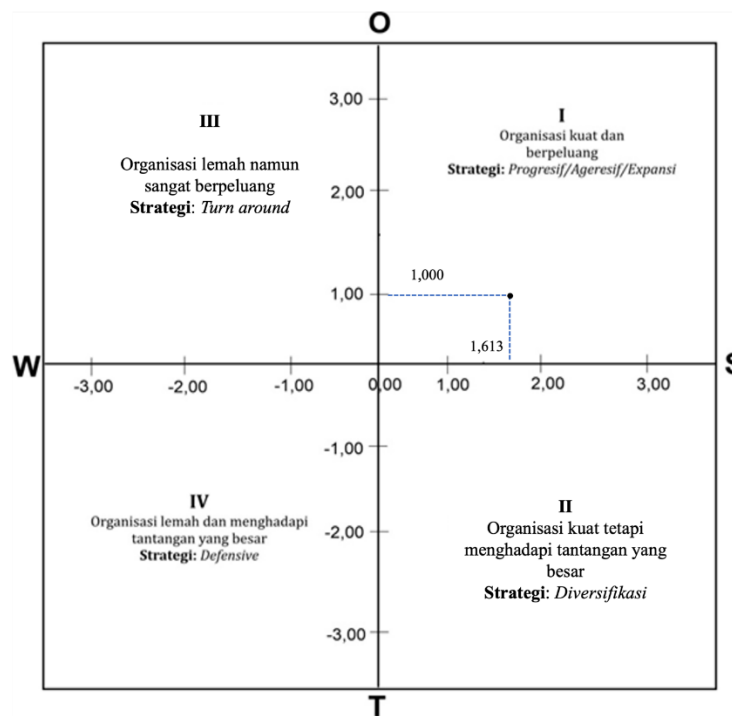 O
3,00
III
I
Organisasi kuat dan
berpeluang
Strategi: Progresif/Ageresif/Expansi
Organisasi lemah namun
sangat berpeluang
Strategi: Turn around
2,00
1,000
1,00
1,613
W
S
-3,00
-2,00
-1,00
0,00
1,00
2,00
3,00
-1,00
IV
Organisasi lemah dan menghadapi
tantangan yang besar
Strategi: Defensive
II
Organisasi kuat tetapi
menghadapi tantangan yang
besar
Strategi: Diversifikasi
-2,00
-3,00
T